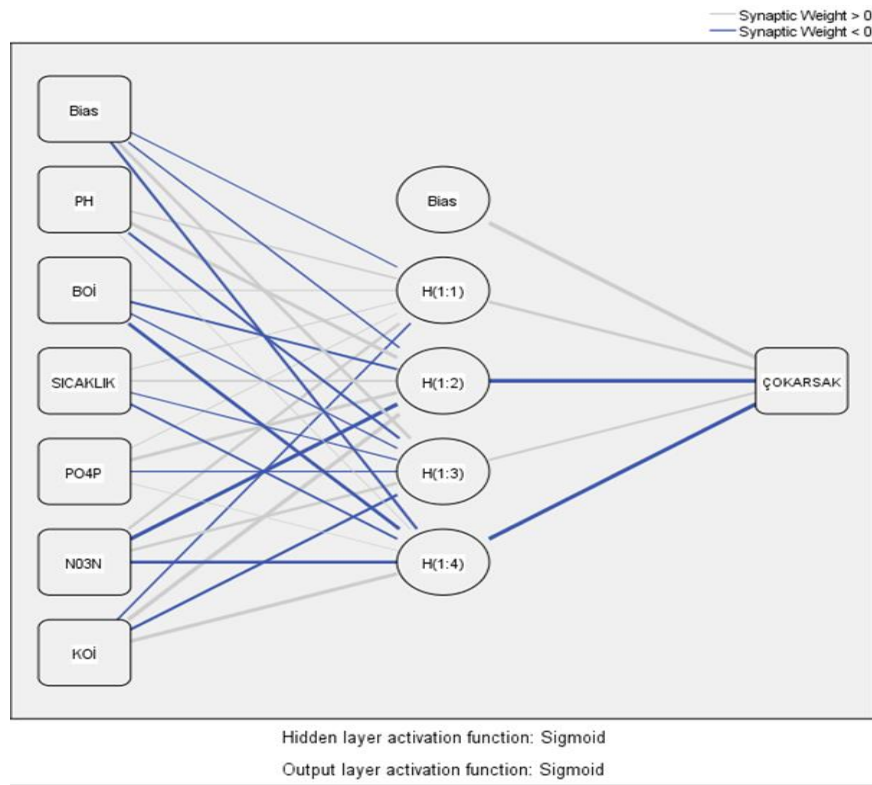 Synaptic Weight > 0
Synaptic Weight < 0
Bias
PH
BOİ
SICAKLIK
PO4P
N03N
KOİ
Bias
H(1:1)
H(1:2)
H(1:3)
H(1:4)
ÇOKARSAK
Hidden layer activation function: Sigmoid
Output layer activation function: Sigmoid